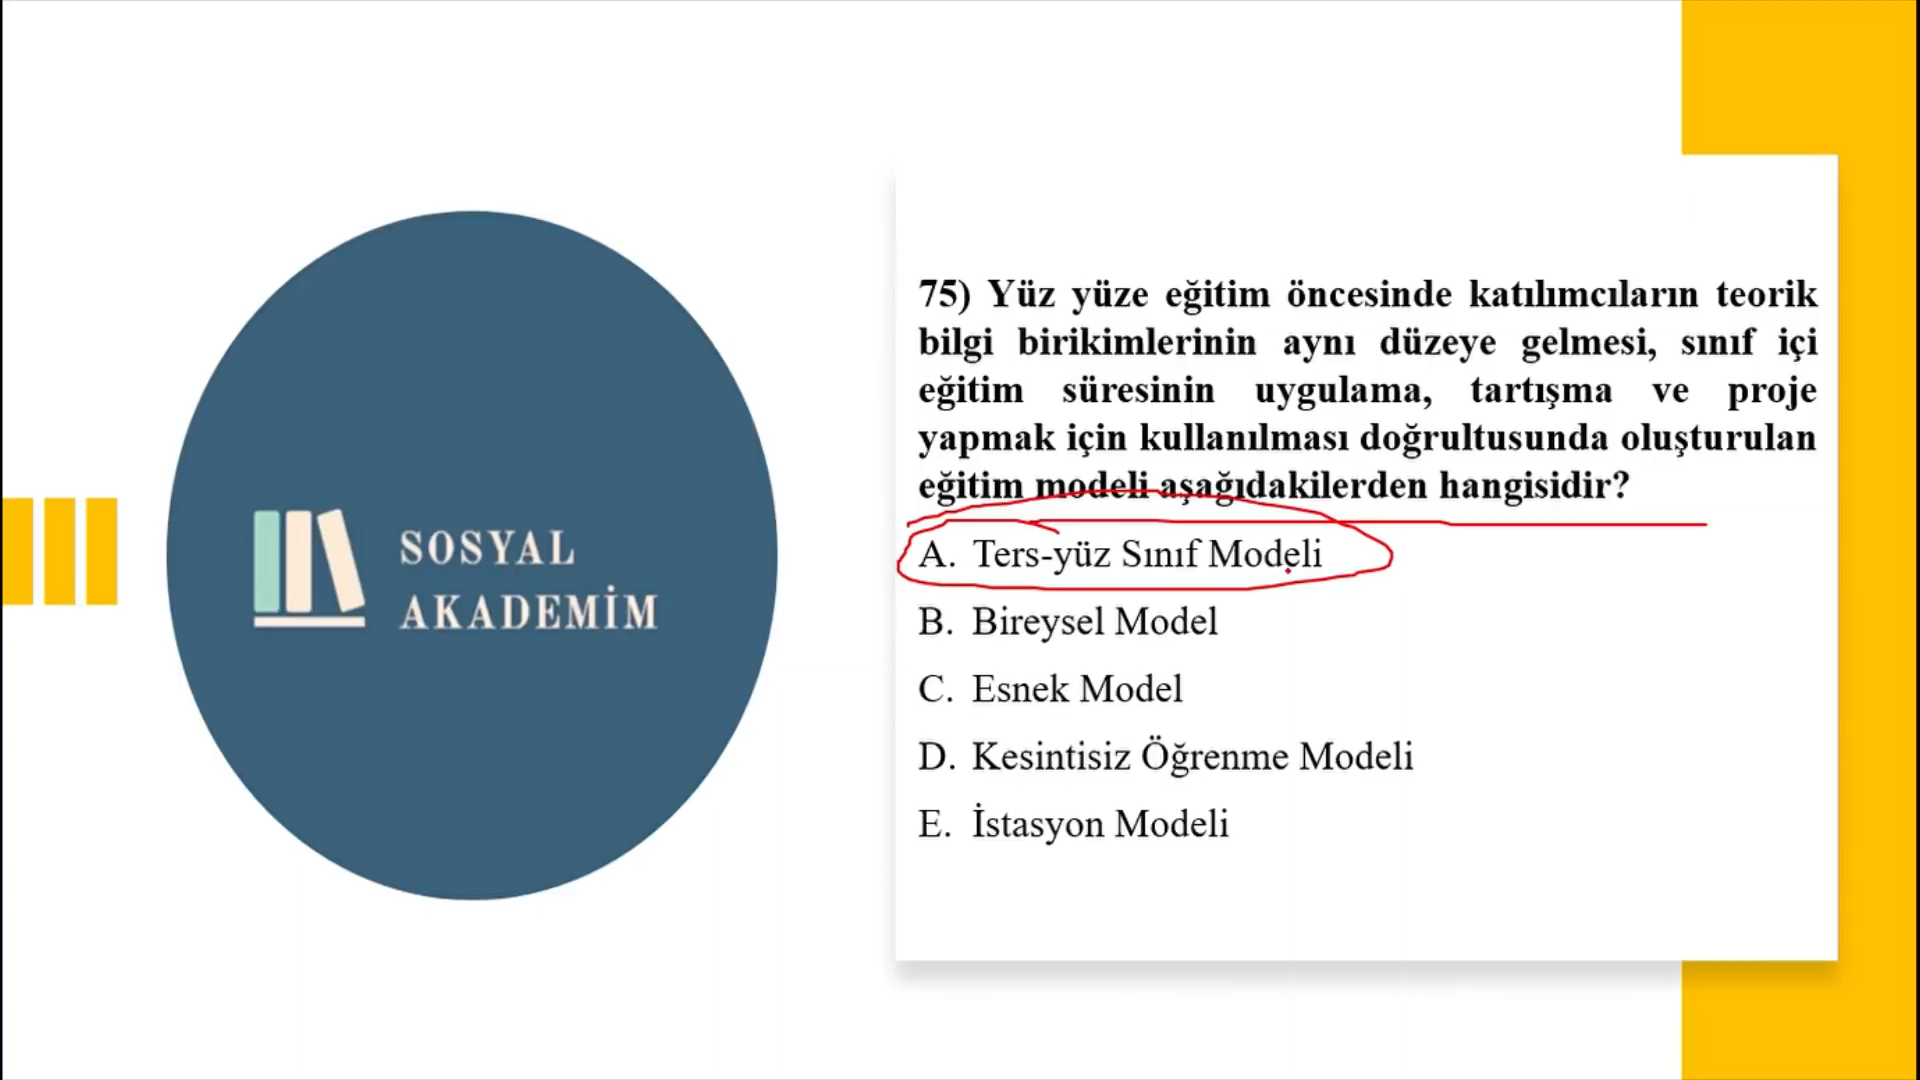 SOSYAL
AKADEMİM
75) Yüz yüze eğitim öncesinde katılımcıların teorik
bilgi birikimlerinin aynı düzeye gelmesi, sınıf içi
eğitim süresinin uygulama, tartışma ve proje
yapmak için kullanılması doğrultusunda oluşturulan
eğitim modeli aşağıdakilerden hangisidir?
A. Ters-yüz Sınıf Modeli
B. Bireysel Model
C. Esnek Model
D. Kesintisiz Öğrenme Modeli
E. İstasyon Modeli